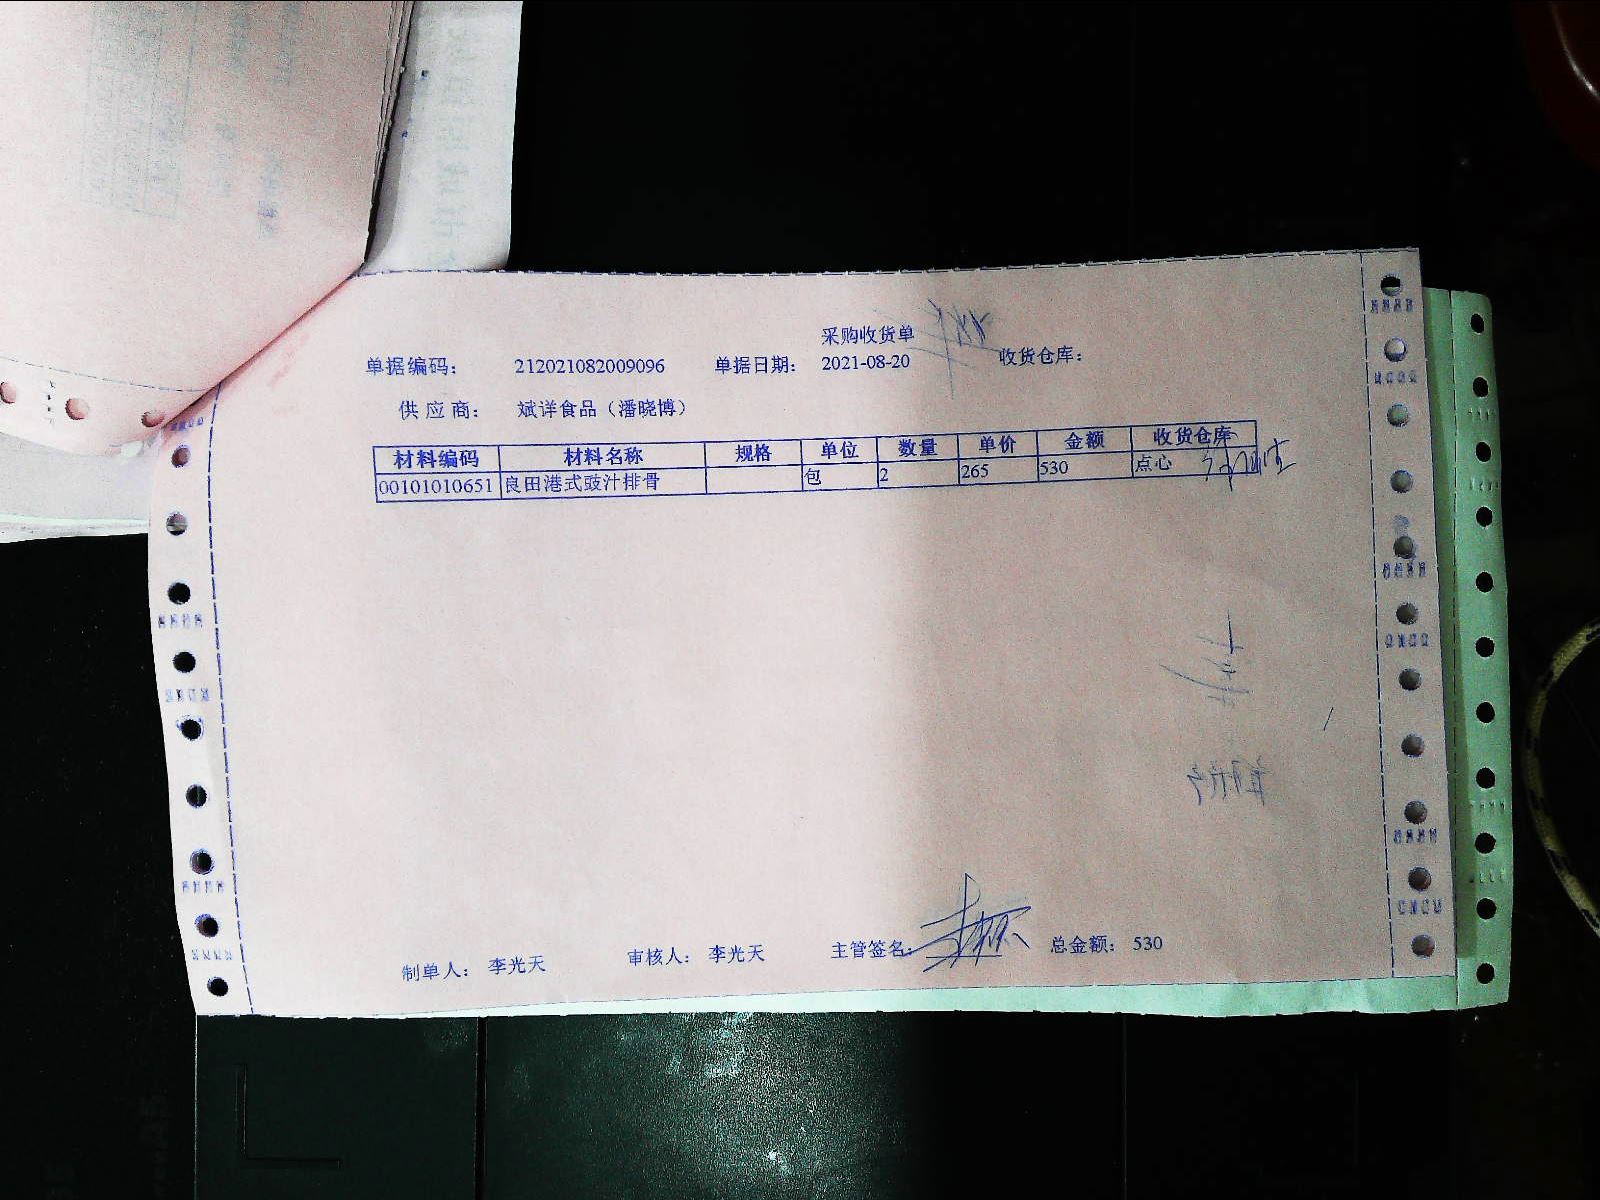 采购收货单
单据编码： 212021082009096 单据日期： 2021-08-20 收货仓库：
供 应 商： 斌详食品（潘晓博）
材料编码 材料名称 规格 单位 数量 单价 金额 收货仓库
00101010651 良田港式豉汁排骨 包 2 265 530 点心
制单人： 李光天 审核人： 李光天 主管签名： 总金额： 530